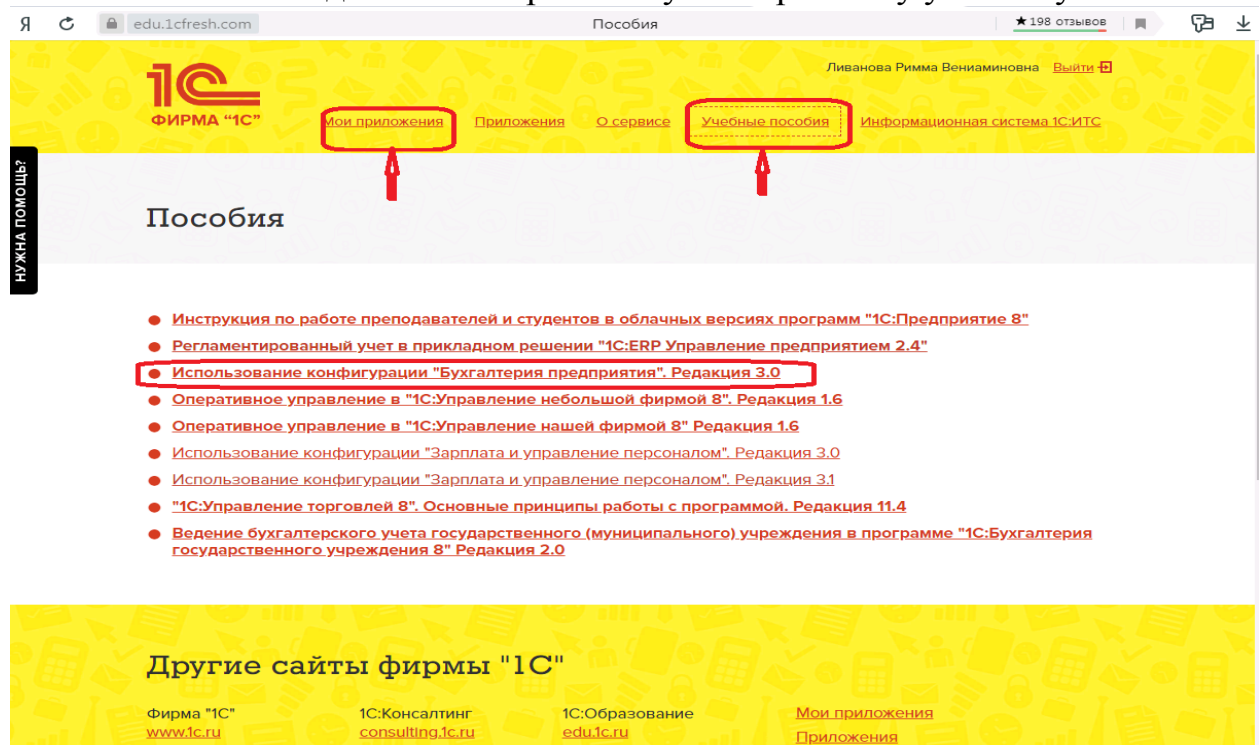 Я edu.1cfresh.com Пособия ★198 отзывов
Ливанова Римма Вениаминовна Выйти
1С
ФИРМА "1С"
Мои приложения Приложения О сервисе Учебные пособия Информационная система 1С:ИТС
НУЖНА ПОМОЩЬ?
Пособия
Инструкция по работе преподавателей и студентов в облачных версиях программ "1С:Предприятие 8"
Регламентированный учет в прикладном решении "1С:ERP Управление предприятием 2.4"
Использование конфигурации "Бухгалтерия предприятия". Редакция 3.0
Оперативное управление в "1С:Управление небольшой фирмой 8". Редакция 1.6
Оперативное управление в "1С:Управление нашей фирмой 8" Редакция 1.6
Использование конфигурации "Зарплата и управление персоналом". Редакция 3.0
Использование конфигурации "Зарплата и управление персоналом". Редакция 3.1
"1С:Управление торговлей 8". Основные принципы работы с программой. Редакция 11.4
Ведение бухгалтерского учета государственного (муниципального) учреждения в программе "1С:Бухгалтерия
государственного учреждения 8" Редакция 2.0
Другие сайты фирмы "1С"
Фирма "1С" 1С:Консалтинг 1С:Образование Мои приложения
www.1c.ru consulting.1c.ru edu.1c.ru Приложения